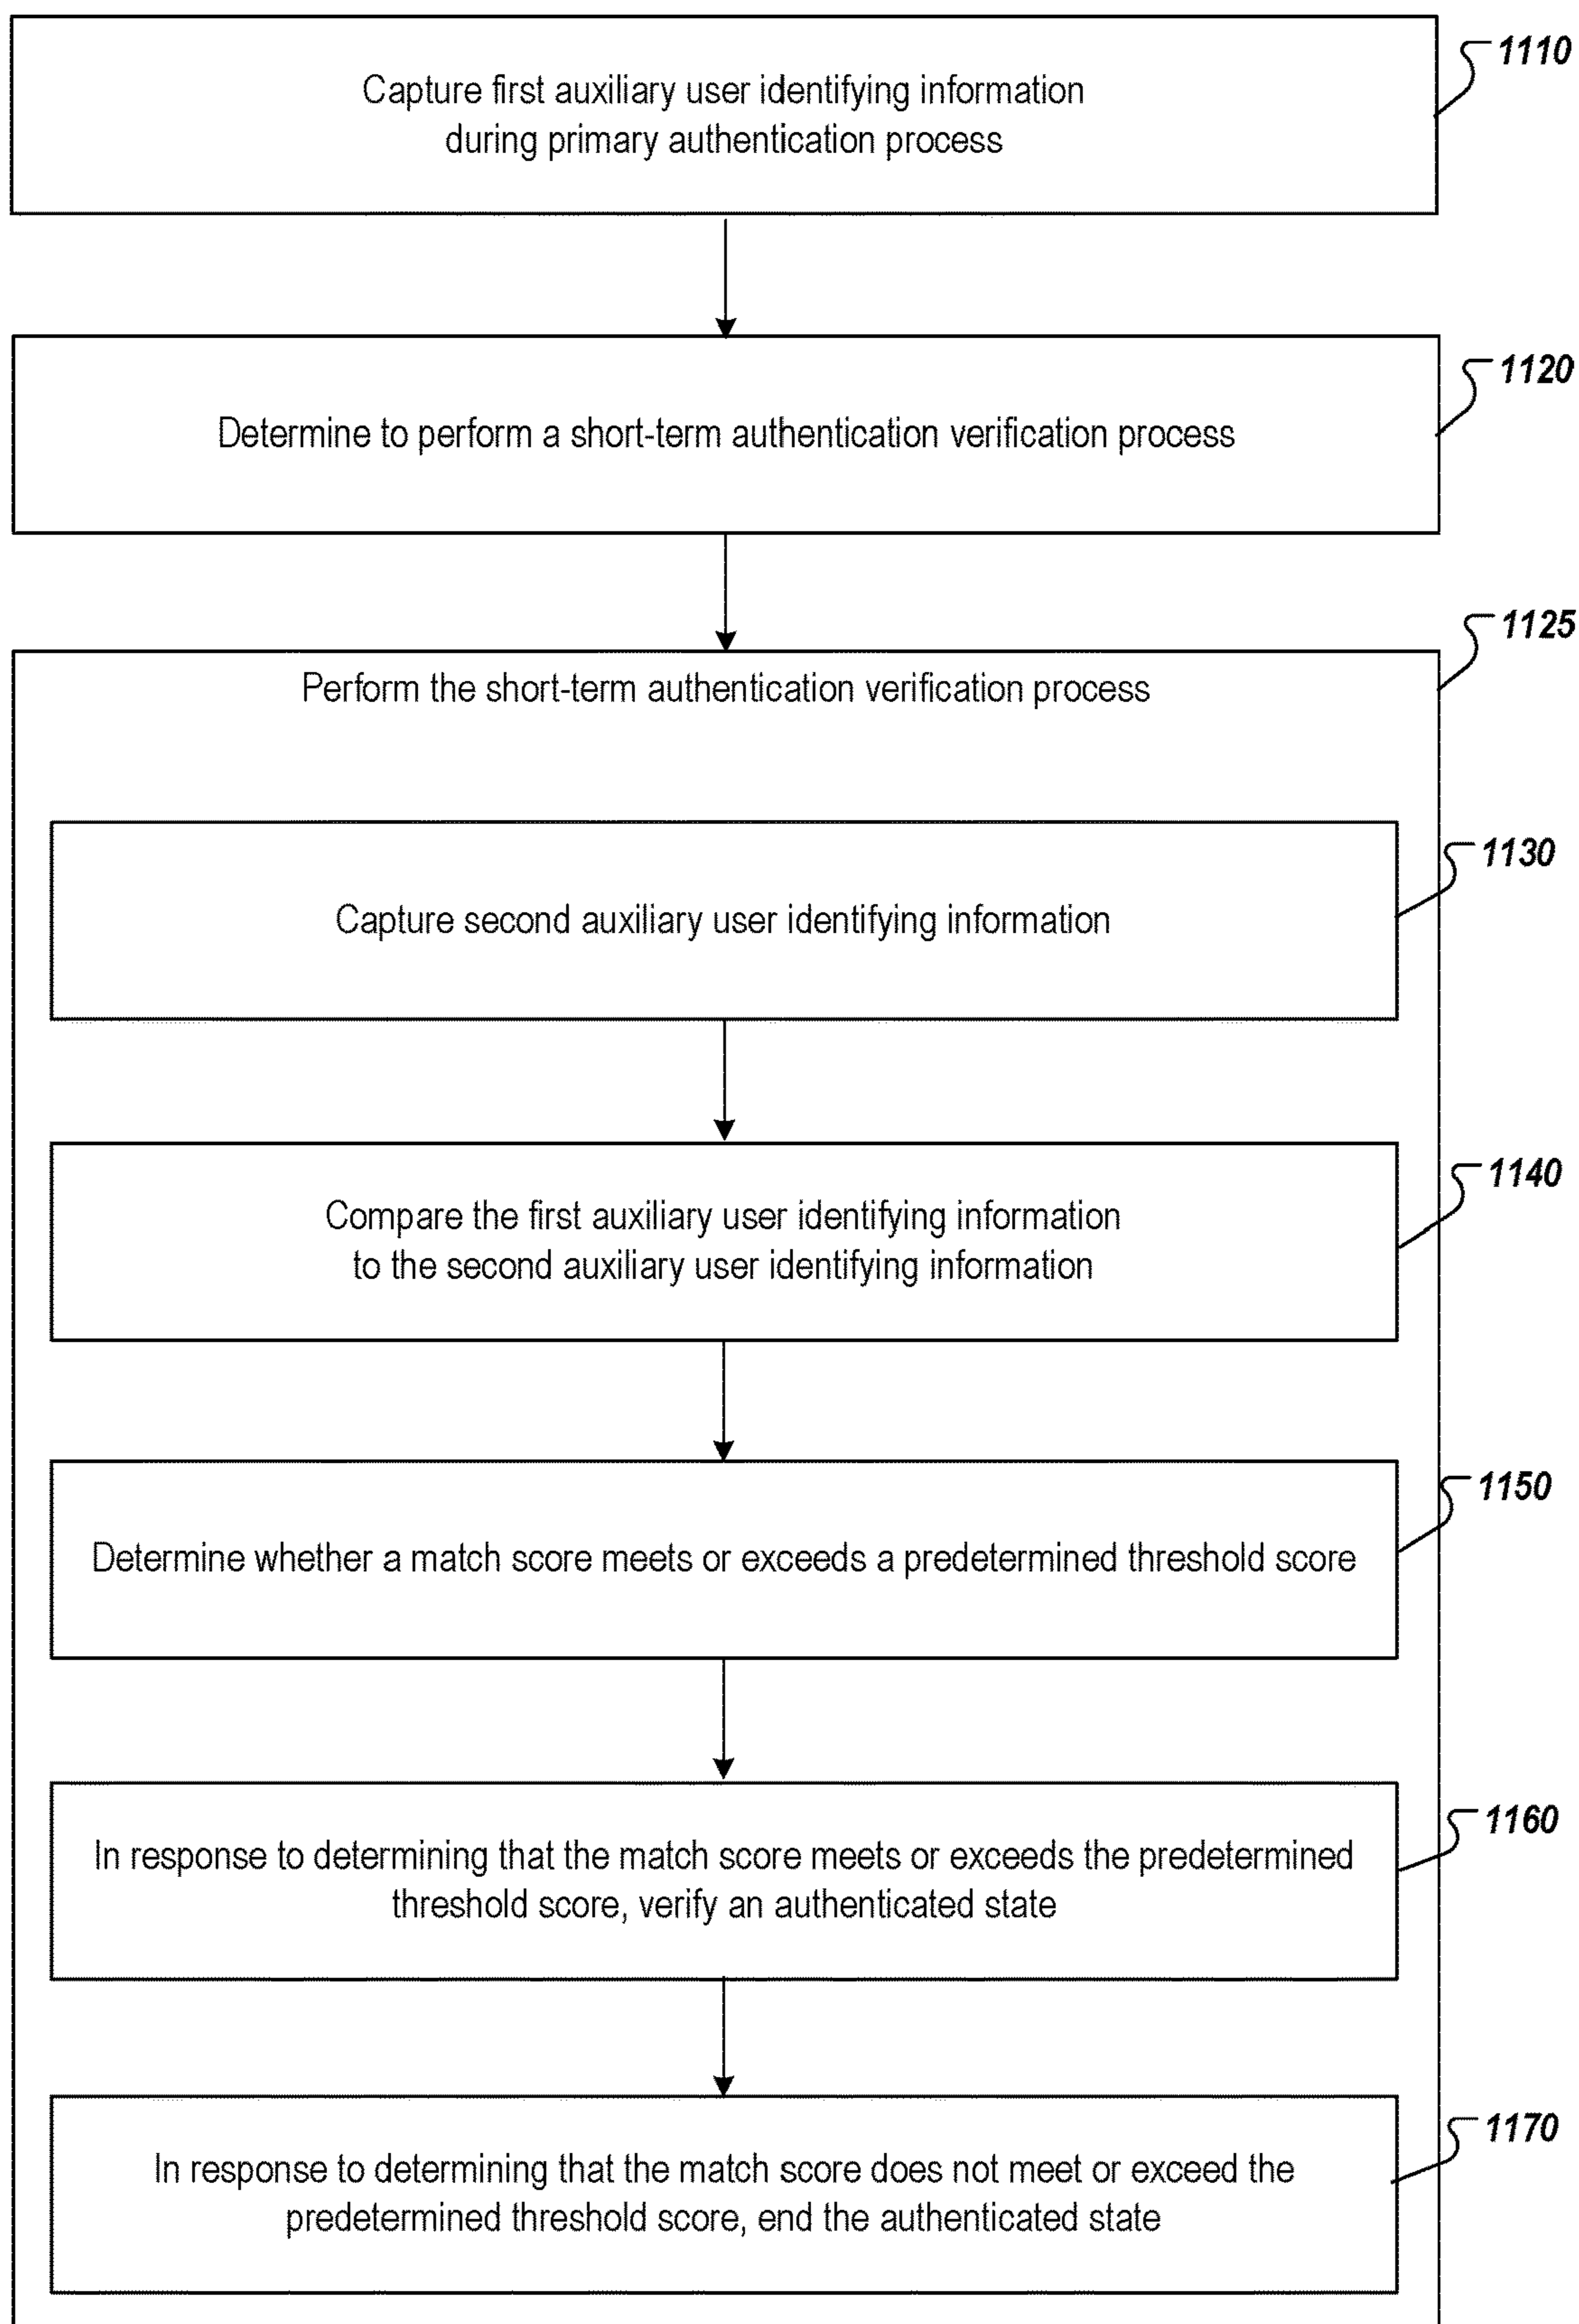 1110
Capture first auxiliary user identifying information
during primary authentication process
1120
Determine to perform a short-term authentication verification process
1125
Perform the short-term authentication verification process
1130
Capture second auxiliary user identifying information
1140
Compare the first auxiliary user identifying information
to the second auxiliary user identifying information
1150
Determine whether a match score meets or exceeds a predetermined threshold score
1160
In response to determining that the match score meets or exceeds the predetermined
threshold score, verify an authenticated state
1170
In response to determining that the match score does not meet or exceed the
predetermined threshold score, end the authenticated state